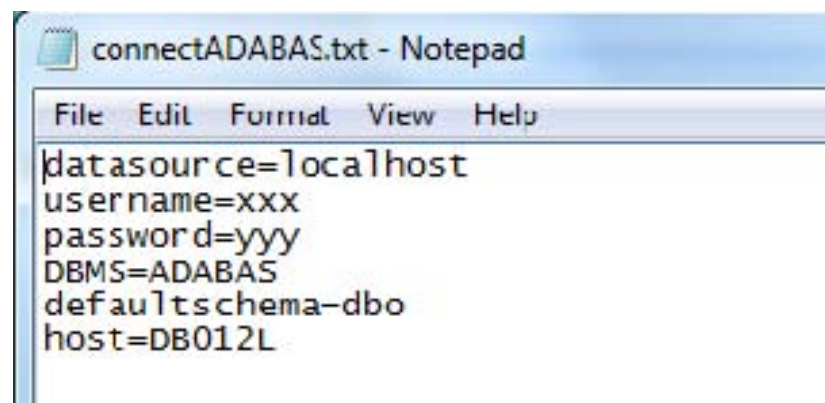 connectADABAS.txt - Notepad
File Edit Format View Help
datasource=localhost
username=xxx
password=yyy
DBMS=ADABAS
defaultschema-dbo
host=DB012L